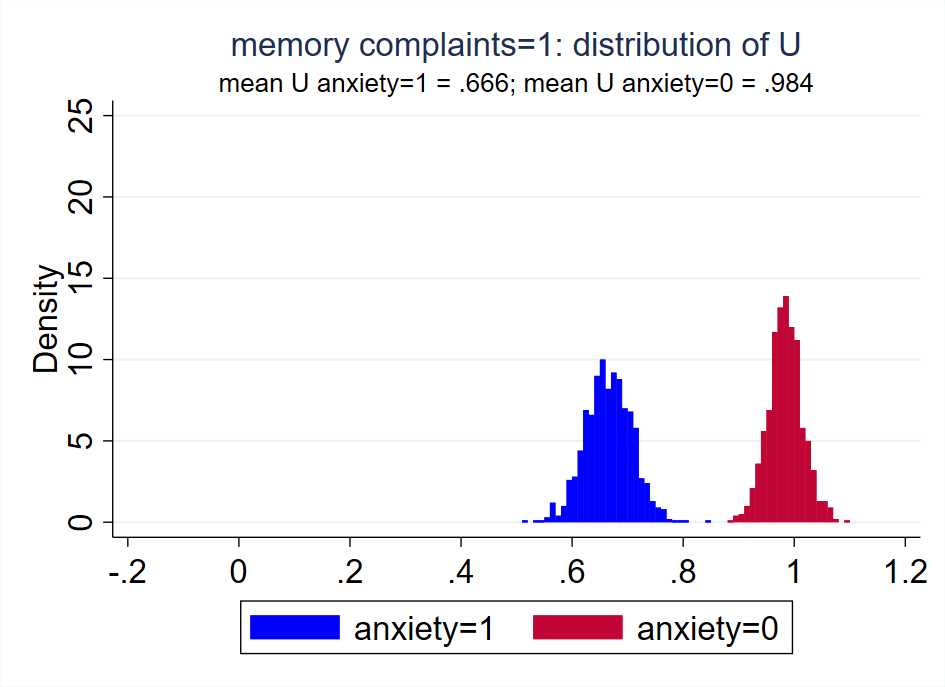 memory complaints=1: distribution of U
mean U anxiety=1 = .666; mean U anxiety=0 = .984
Density
25
20
15
10
5
0
-.2 0 .2 .4 .6 .8 1 1.2
anxiety=1 anxiety=0